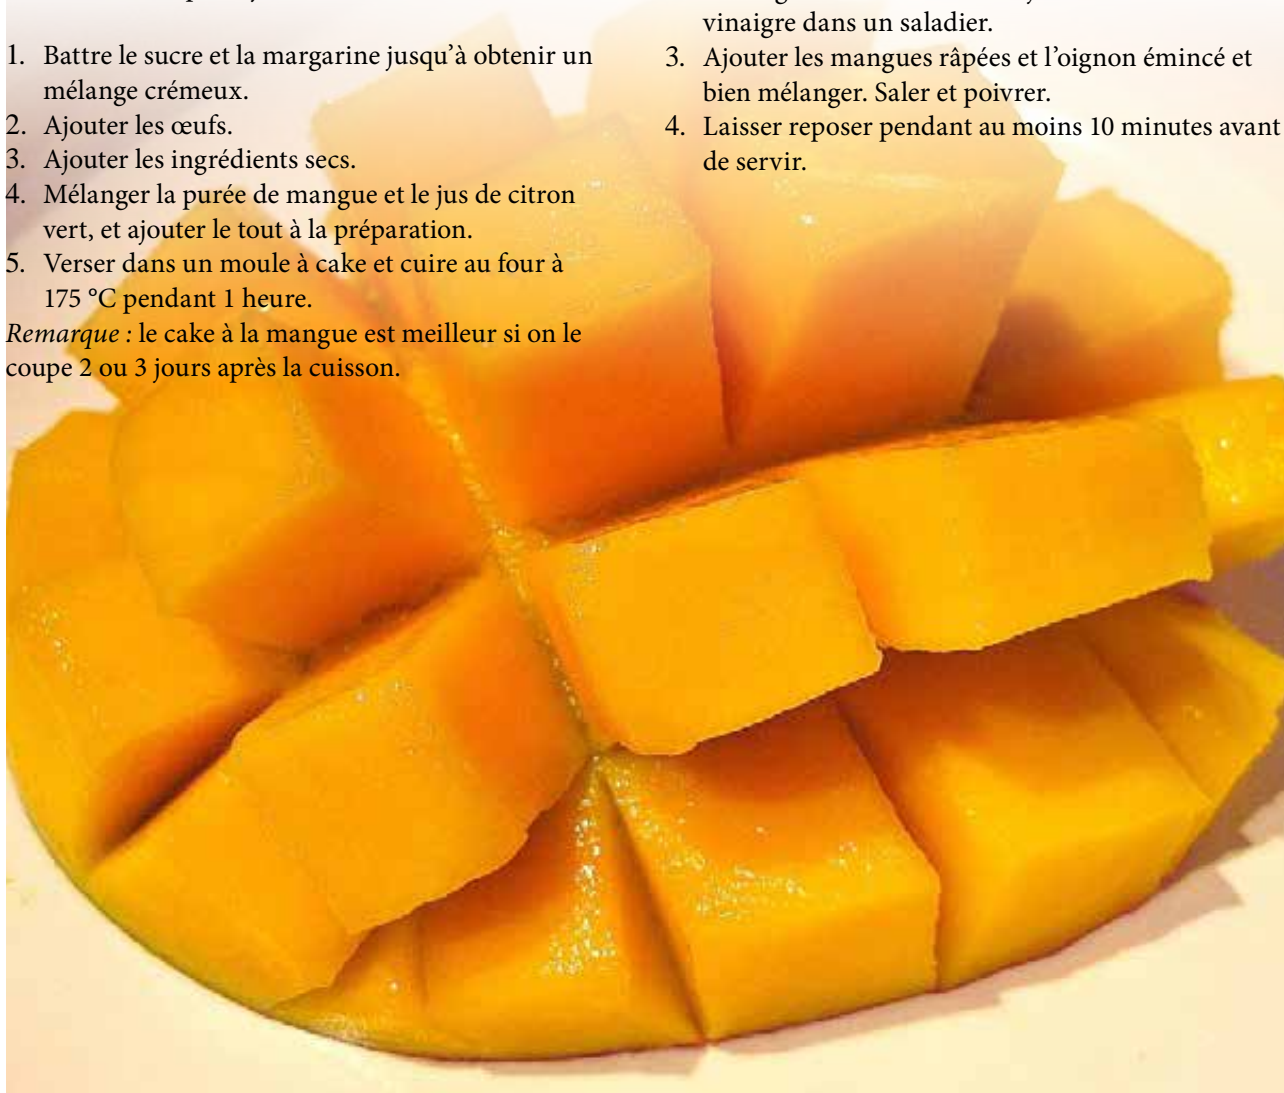 1. Battre le sucre et la margarine jusqu’à obtenir un
mélange crémeux.
2. Ajouter les œufs.
3. Ajouter les ingrédients secs.
4. Mélanger la purée de mangue et le jus de citron
vert, et ajouter le tout à la préparation.
5. Verser dans un moule à cake et cuire au four à
175 °C pendant 1 heure.
Remarque : le cake à la mangue est meilleur si on le
coupe 2 ou 3 jours après la cuisson.
vinaigre dans un saladier.
3. Ajouter les mangues râpées et l’oignon émincé et
bien mélanger. Saler et poivrer.
4. Laisser reposer pendant au moins 10 minutes avant
de servir.